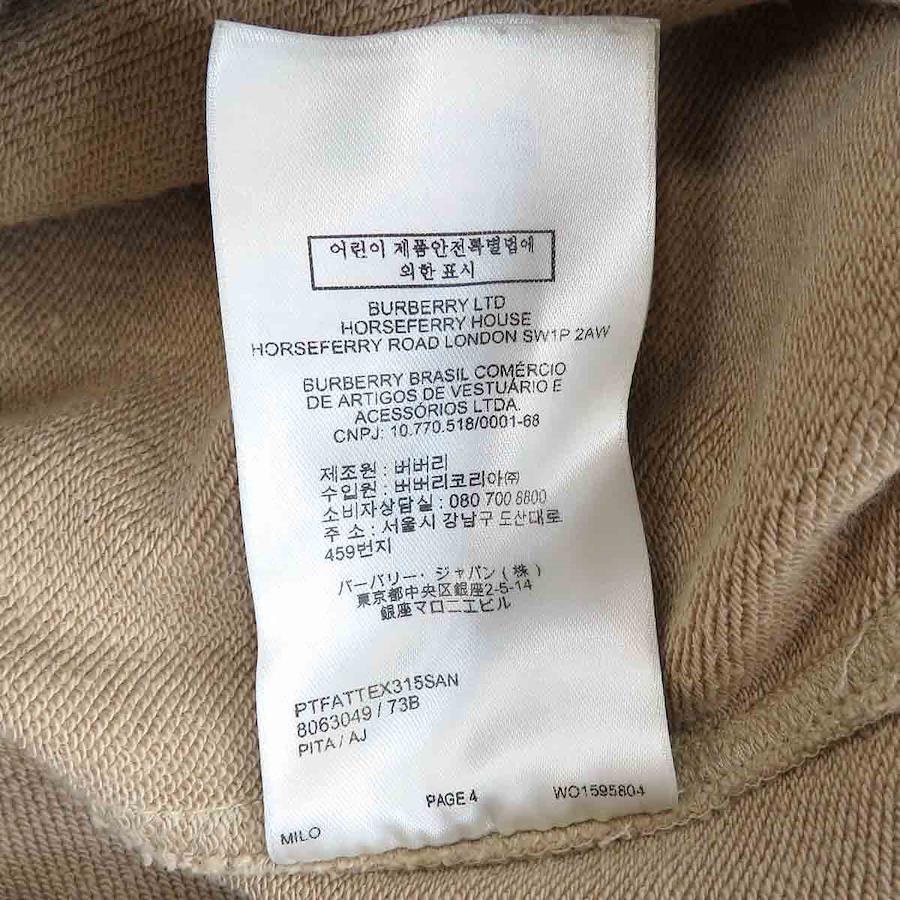 어린이 제품안전특별법에
의한 표시
BURBERRY LTD
HORSEFERRY HOUSE
HORSEFERRY ROAD LONDON SW1P 2AW
BURBERRY BRASIL COMÉRCIO
DE ARTIGOS DE VESTUÁRIO E
ACESSÓRIOS LTDA.
CNPJ: 10.770.518/0001-68
제조원 : 버버리
수입원 : 버버리코리아㈜
소비자상담실 : 080 700 8800
주 소 : 서울시 강남구 도산대로
459번지
バーバリー・ジャパン ( 株 )
東京都中央区銀座2-5-14
銀座マロニエビル
PTFATTEX315SAN
8063049 / 73B
PITA / AJ
MILO PAGE 4 WO1595804